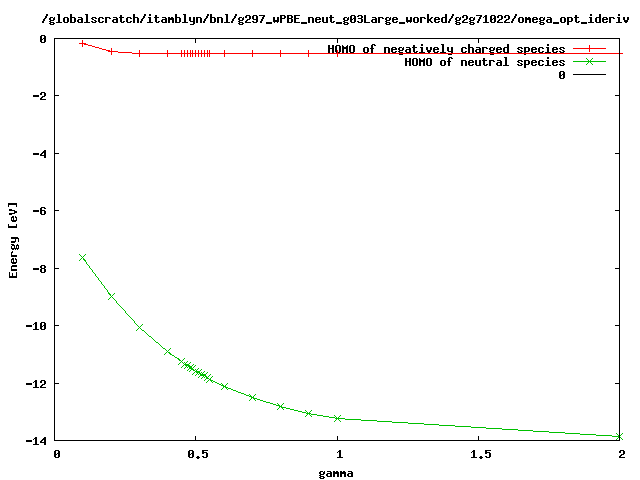 /globalscratch/itamblyn/bnl/g297_wPBE_neut_g03Large_worked/g2g71022/omega_opt_ideriv
HOMO of negatively charged species
HOMO of neutral species
0
Energy [eV]
0
-2
-4
-6
-8
-10
-12
-14
0 0.5 1 1.5 2
gamma